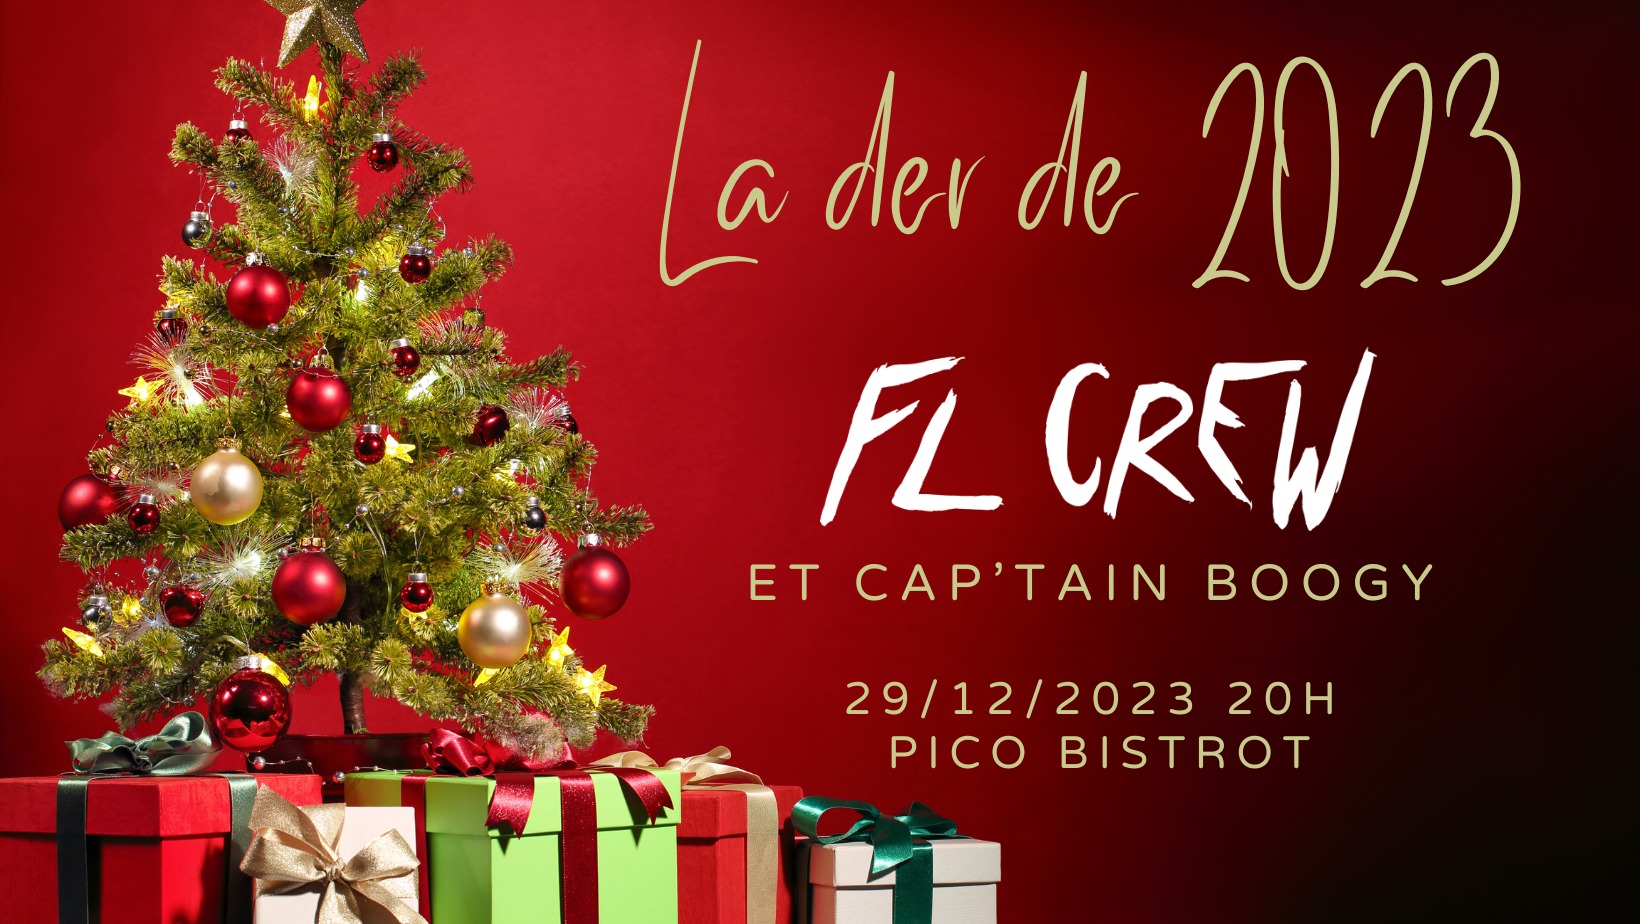 La der de 2023
FL CREW
ET CAP'TAIN BOOGY
29/12/2023 20H
PICO BISTROT